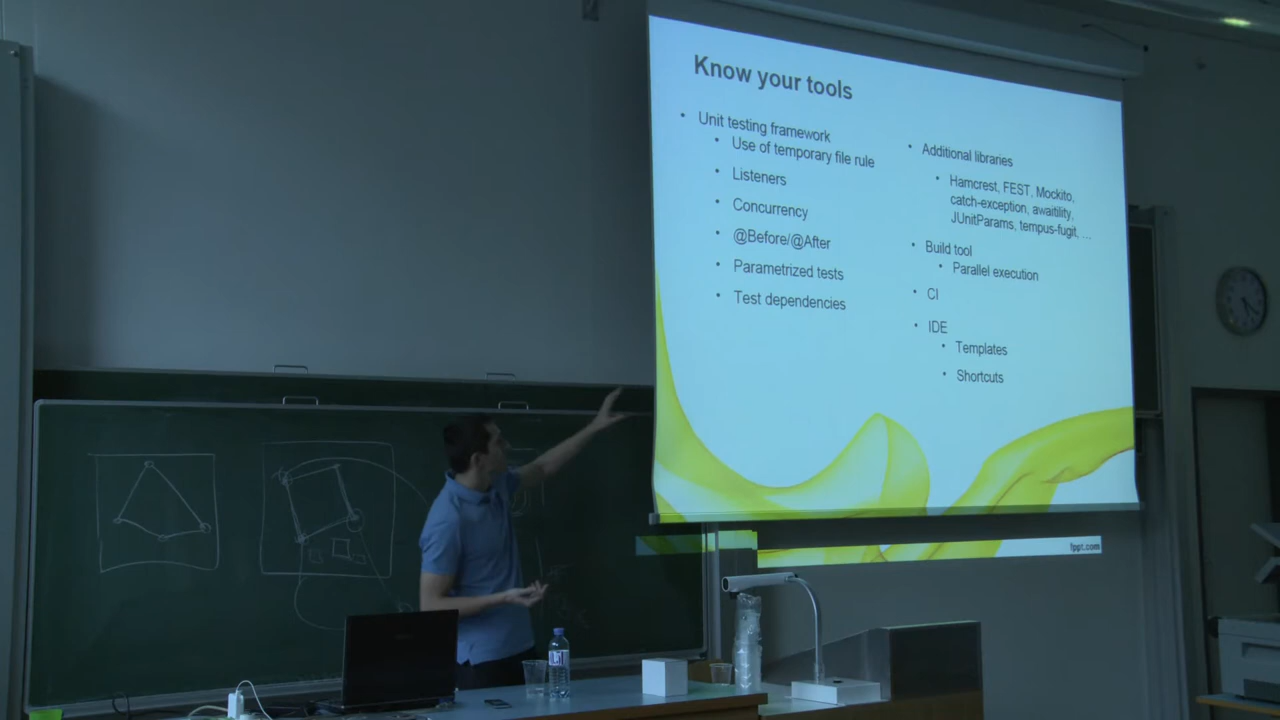 Know your tools
• Unit testing framework
• Use of temporary file rule
• Listeners
• Concurrency
• @Before/@After
• Parametrized tests
• Test dependencies
• Additional libraries
• Hamcrest, FEST, Mockito,
catch-exception, awaitility,
JUnitParams, tempus-fugit, ...
• Build tool
• Parallel execution
• CI
• IDE
• Templates
• Shortcuts
fppt.com